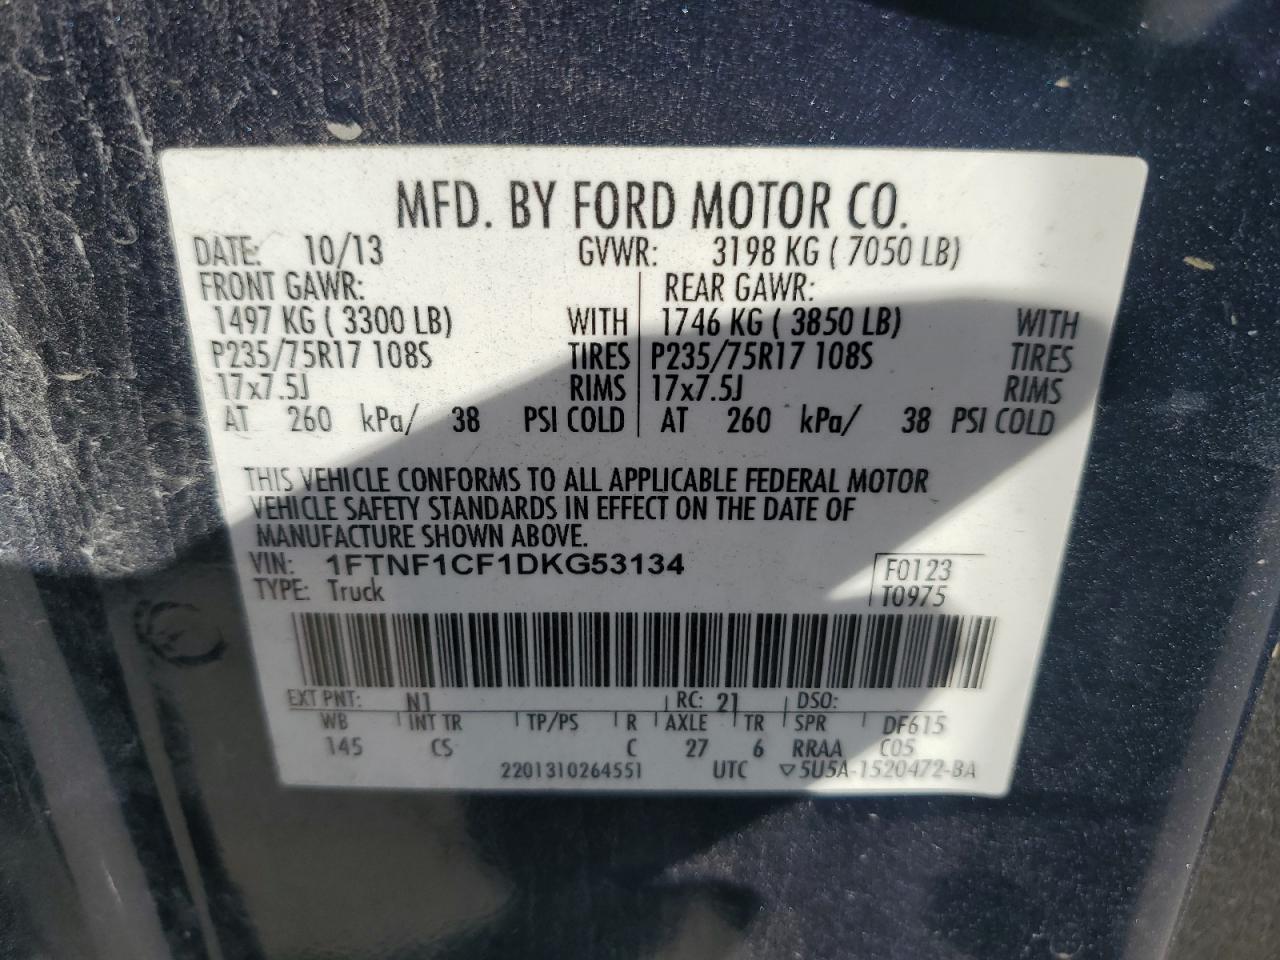 MFD. BY FORD MOTOR CO.
DATE: 10/13 GVWR: 3198 KG ( 7050 LB)
FRONT GAWR: REAR GAWR:
1497 KG ( 3300 LB) WITH 1746 KG ( 3850 LB) WITH
P235/75R17 108S TIRES P235/75R17 108S TIRES
17x7.5J RIMS 17x7.5J RIMS
AT 260 kPa/ 38 PSI COLD AT 260 kPa/ 38 PSI COLD
THIS VEHICLE CONFORMS TO ALL APPLICABLE FEDERAL MOTOR
VEHICLE SAFETY STANDARDS IN EFFECT ON THE DATE OF
MANUFACTURE SHOWN ABOVE.
VIN: 1FTNF1CF1DKG53134 F0123
TYPE: Truck T0975
EXT PNT: N1 RC: 21 DSO:
WB INT TR TP/PS R AXLE TR SPR DF615
145 CS C 27 6 RRAA C05
2201310264551 UTC ▽5U5A-1520472-BA